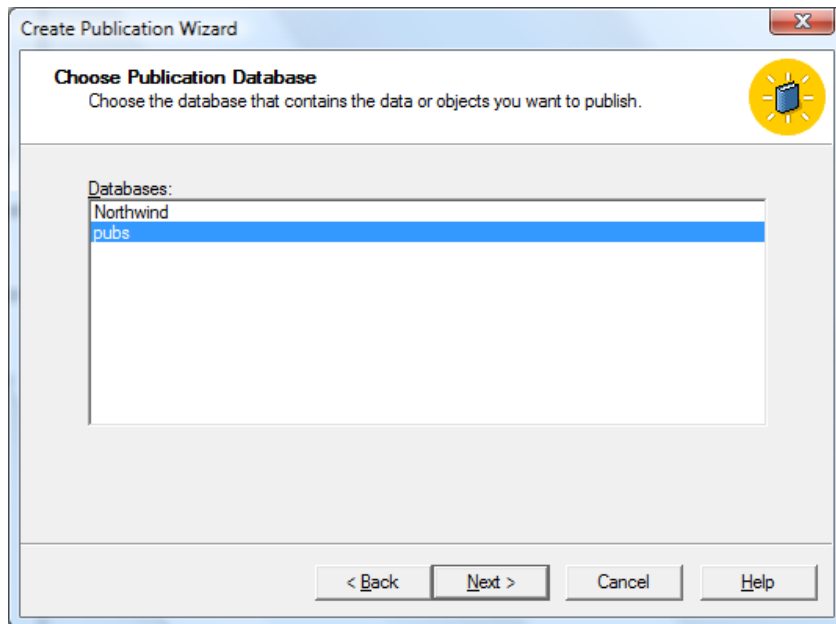 Create Publication Wizard
Choose Publication Database
Choose the database that contains the data or objects you want to publish.
Databases:
Northwind
pubs
< Back Next > Cancel Help